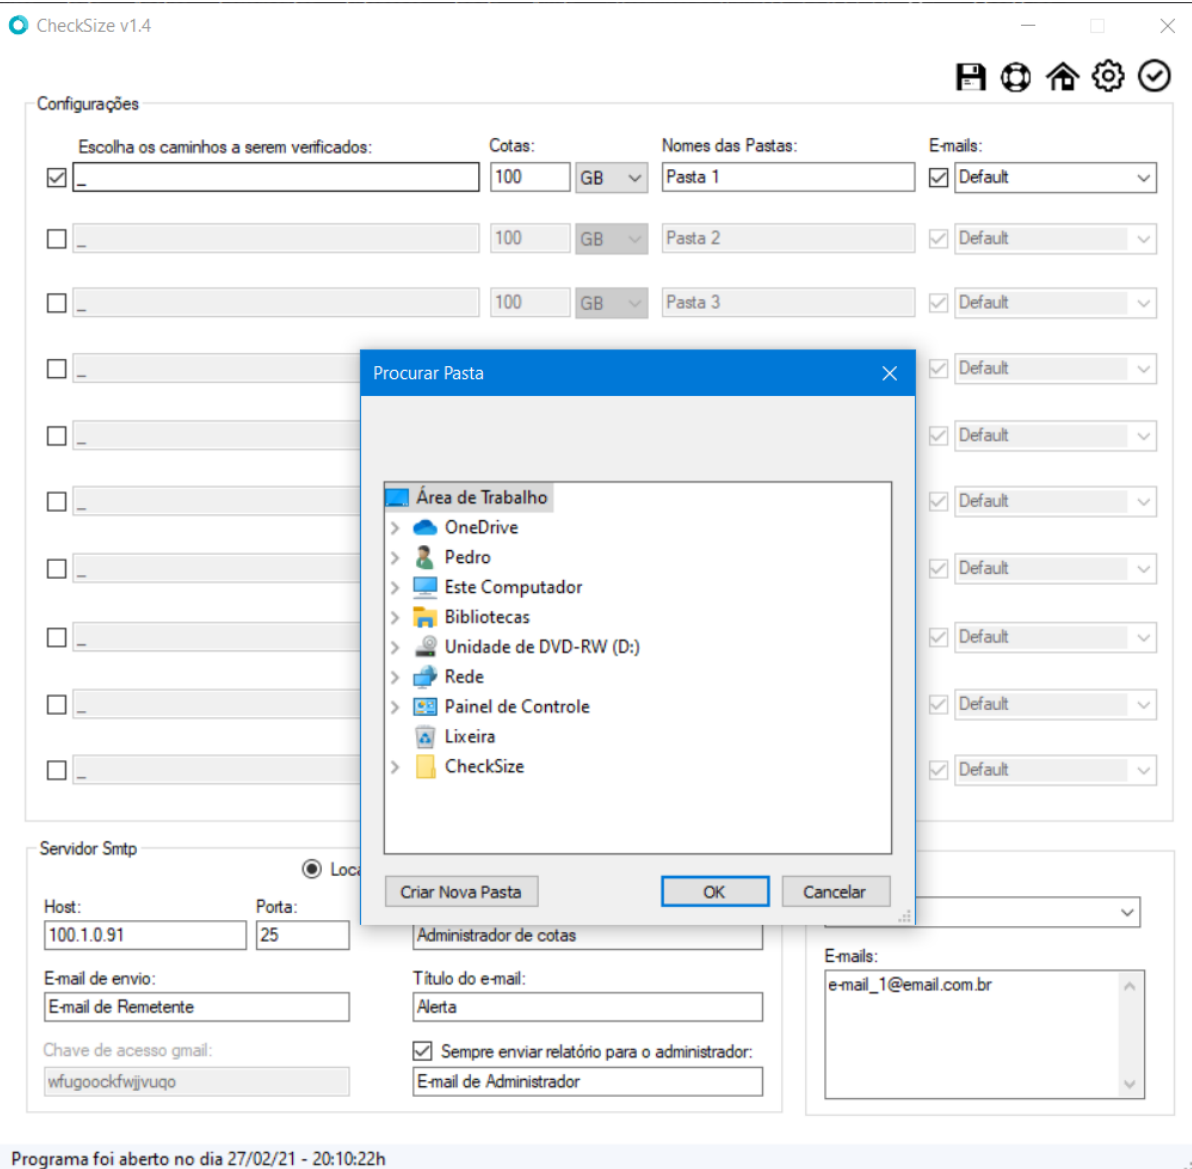 CheckSize v1.4
Configurações
Escolha os caminhos a serem verificados: Cotas: Nomes das Pastas: E-mails:
_ 100 GB Pasta 1 Default
_ 100 GB Pasta 2 Default
_ 100 GB Pasta 3 Default
_ Default
_ Default
_ Default
_ Default
_ Default
_ Default
_ Default
Procurar Pasta
Área de Trabalho
OneDrive
Pedro
Este Computador
Bibliotecas
Unidade de DVD-RW (D:)
Rede
Painel de Controle
Lixeira
CheckSize
Criar Nova Pasta OK Cancelar
Servidor Smtp
Loca
Host: Porta:
100.1.0.91 25 Administrador de cotas
E-mail de envio: Título do e-mail:
E-mail de Remetente Alerta
Chave de acesso gmail: Sempre enviar relatório para o administrador:
wfugoockfwjjvuqo E-mail de Administrador
E-mails:
e-mail_1@email.com.br
Programa foi aberto no dia 27/02/21 - 20:10:22h